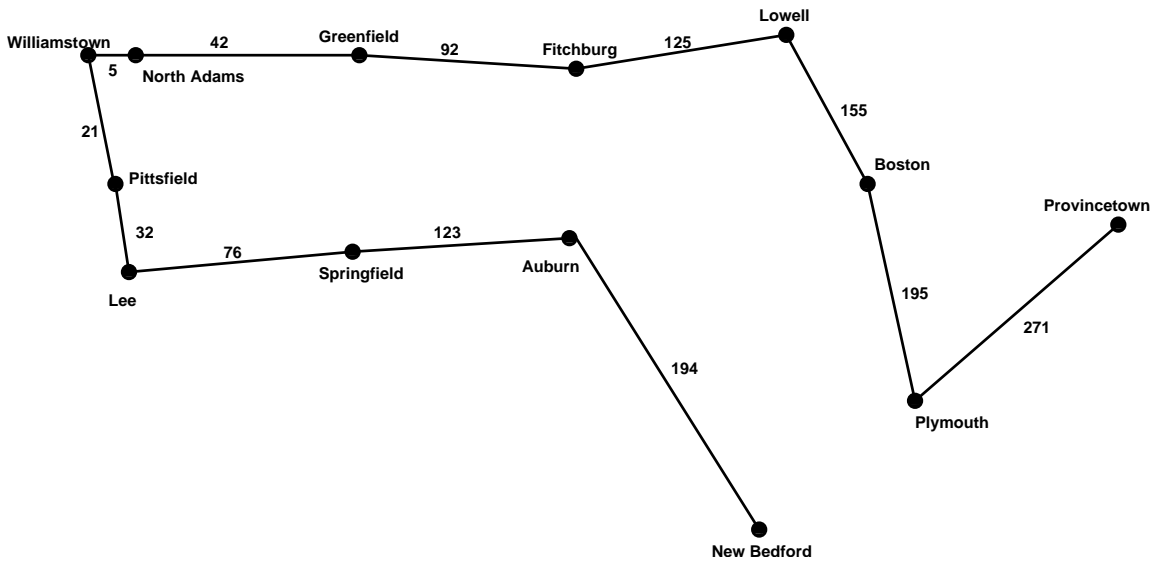 Lowell
Williamstown
42
Greenfield
92
Fitchburg
125
5
North Adams
155
21
Pittsfield
Boston
Provincetown
32
76
123
Springfield
Auburn
Lee
195
271
194
Plymouth
New Bedford